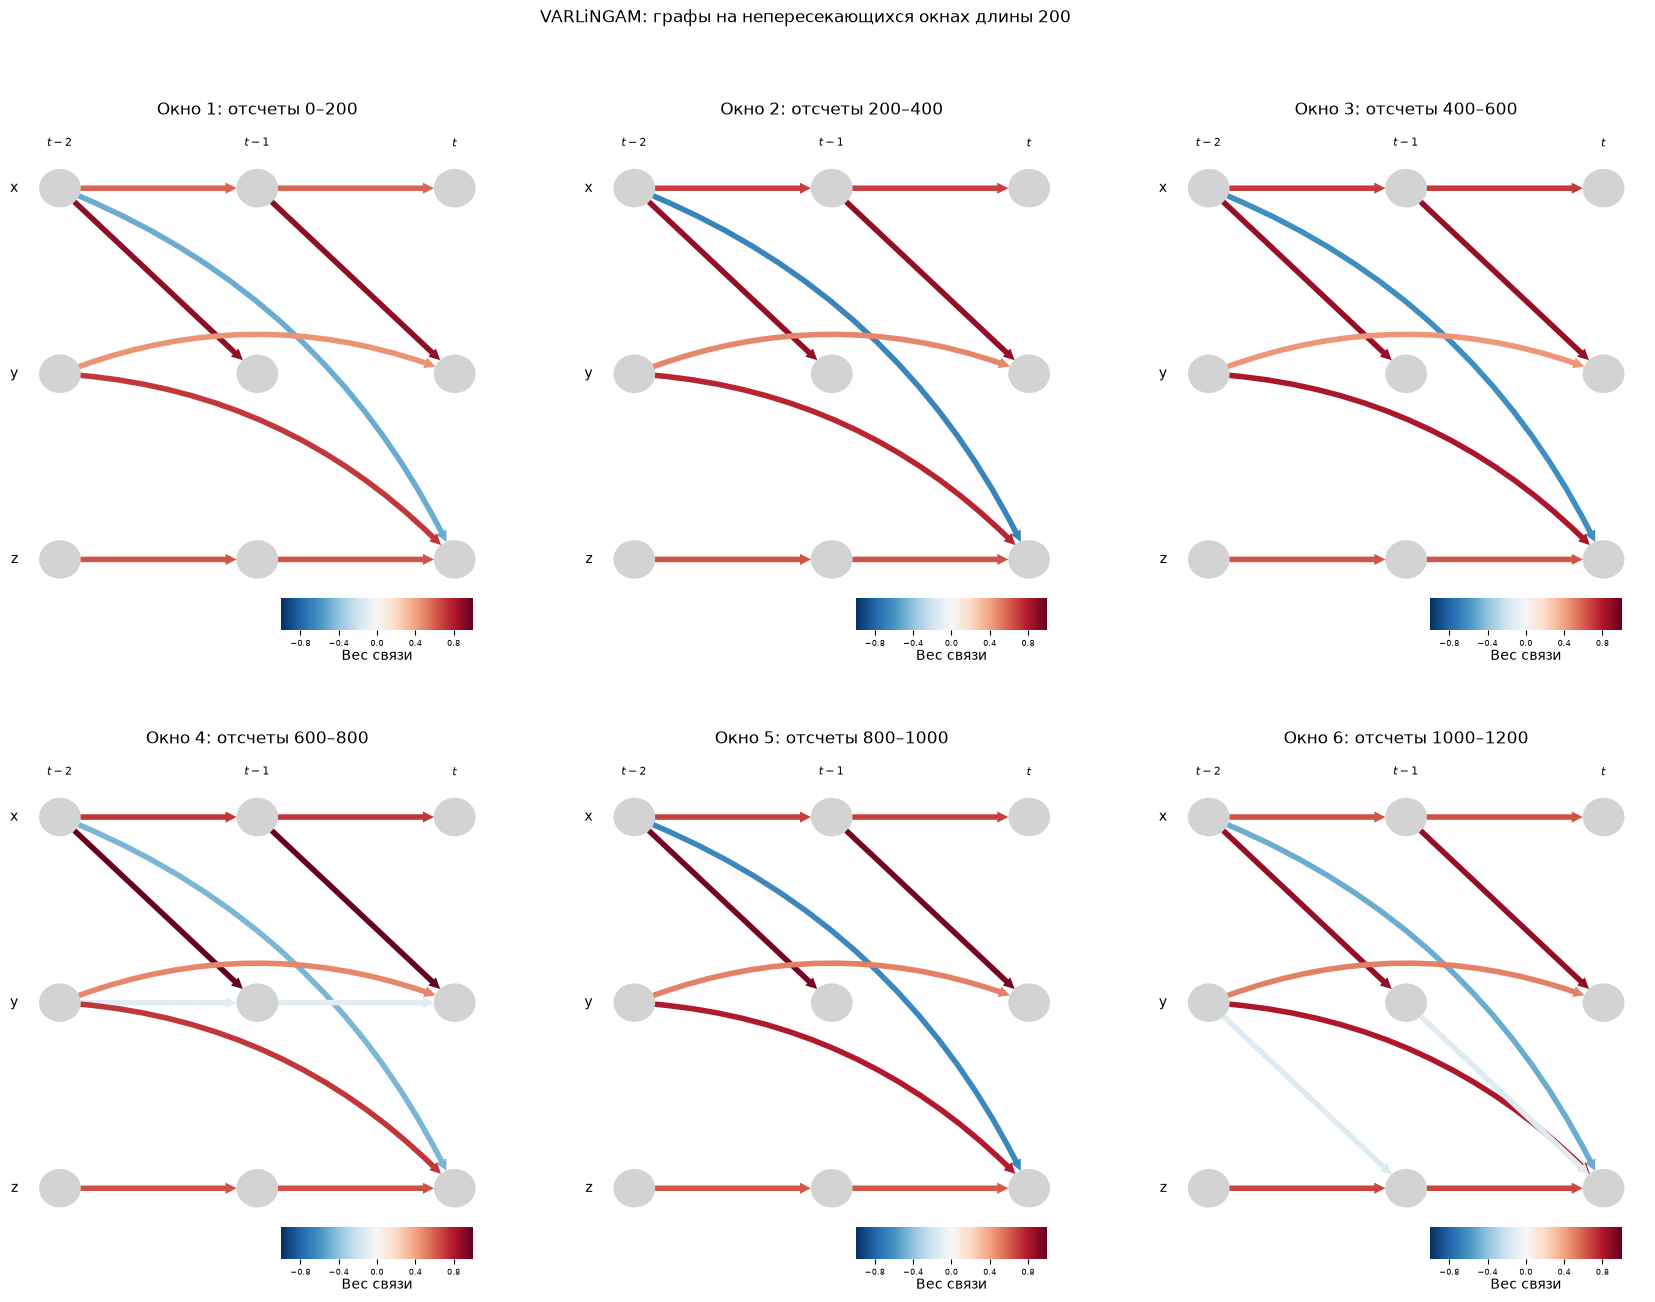 VARLiNGAM: графы на непересекающихся окнах длины 200
Окно 1: отсчеты 0–200
t − 2 t − 1 t
x
y
z
−0.8 −0.4 0.0 0.4 0.8
Вес связи
Окно 2: отсчеты 200–400
t − 2 t − 1 t
x
y
z
−0.8 −0.4 0.0 0.4 0.8
Вес связи
Окно 3: отсчеты 400–600
t − 2 t − 1 t
x
y
z
−0.8 −0.4 0.0 0.4 0.8
Вес связи
Окно 4: отсчеты 600–800
t − 2 t − 1 t
x
y
z
−0.8 −0.4 0.0 0.4 0.8
Вес связи
Окно 5: отсчеты 800–1000
t − 2 t − 1 t
x
y
z
−0.8 −0.4 0.0 0.4 0.8
Вес связи
Окно 6: отсчеты 1000–1200
t − 2 t − 1 t
x
y
z
−0.8 −0.4 0.0 0.4 0.8
Вес связи